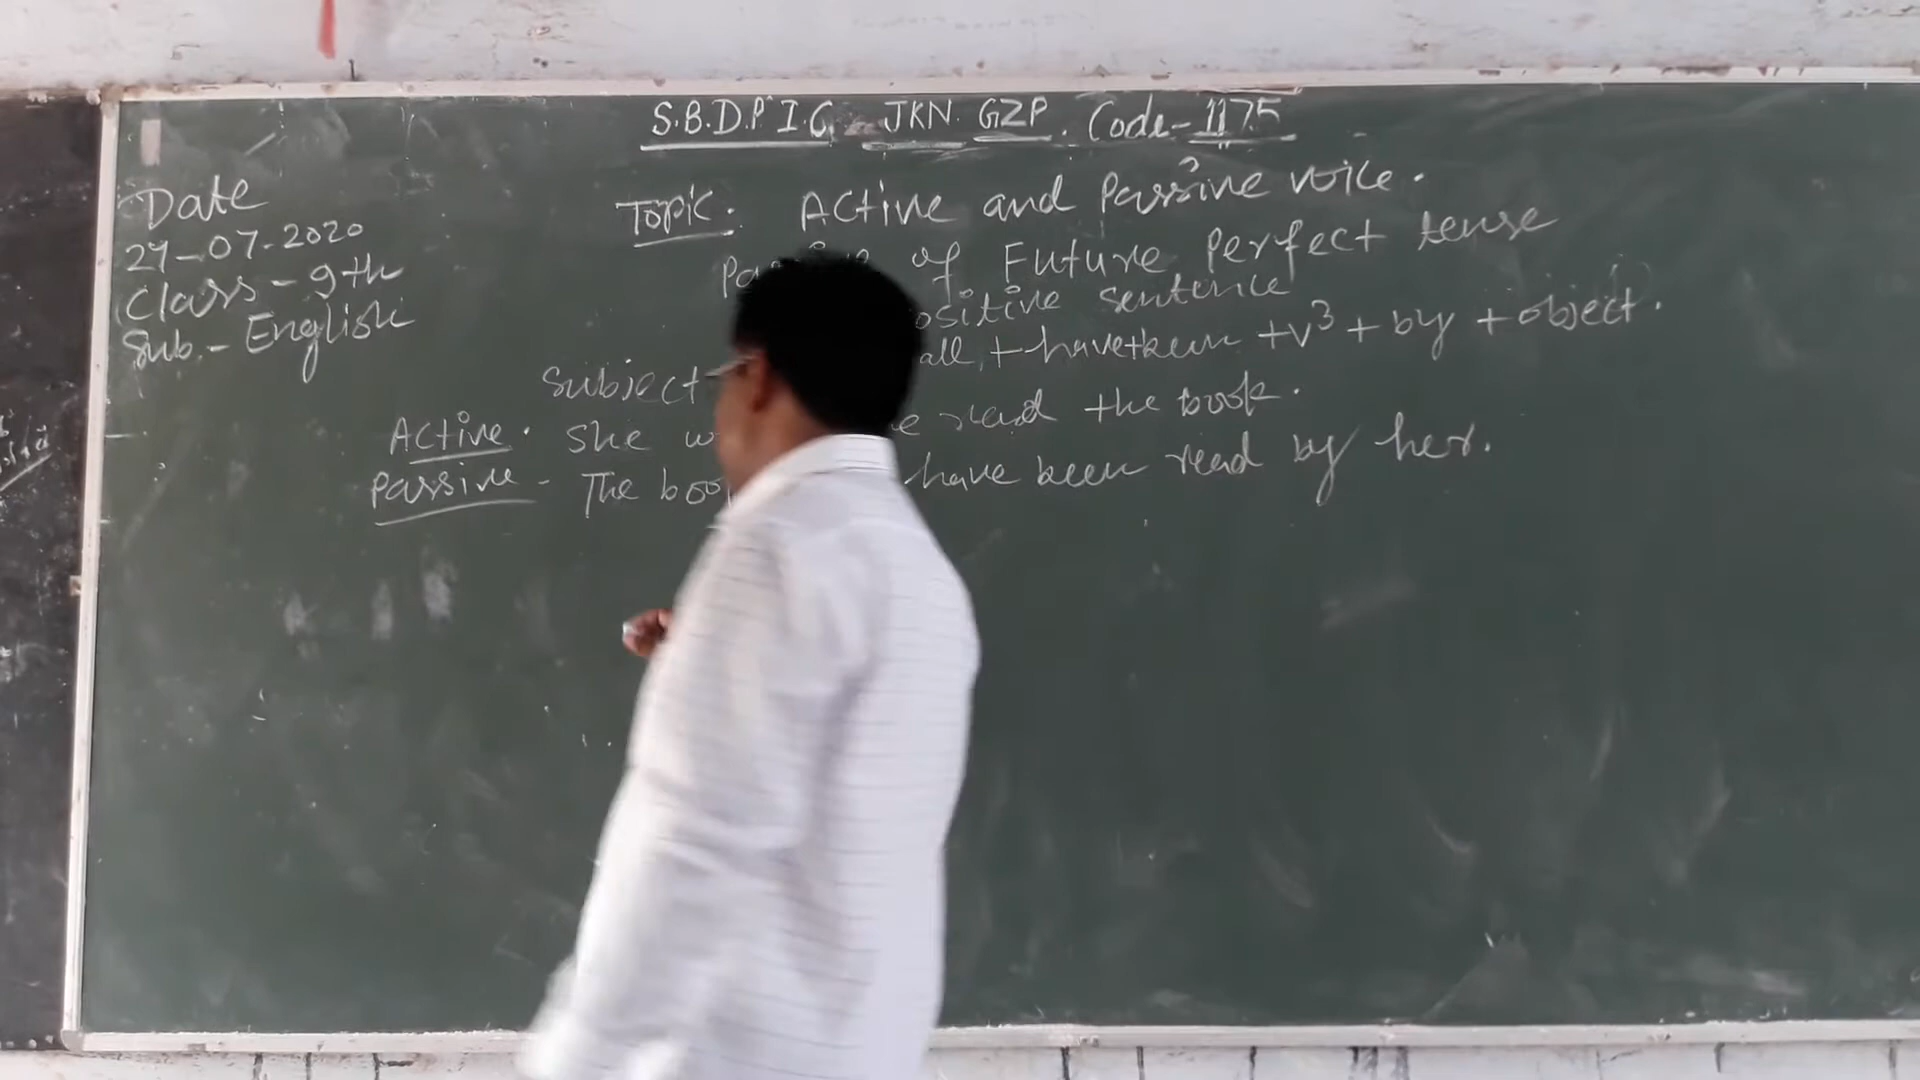 S.B.D.P I.C JKN. GZP. Code-1175
Date
27-07-2020
Class - 9th
Sub.- English
Topic: Active and Passive voice.
of Future Perfect tense
sentence
Subject + have+been +v3 + by + object.
Active. She read the book.
Passive - The have been read by her.